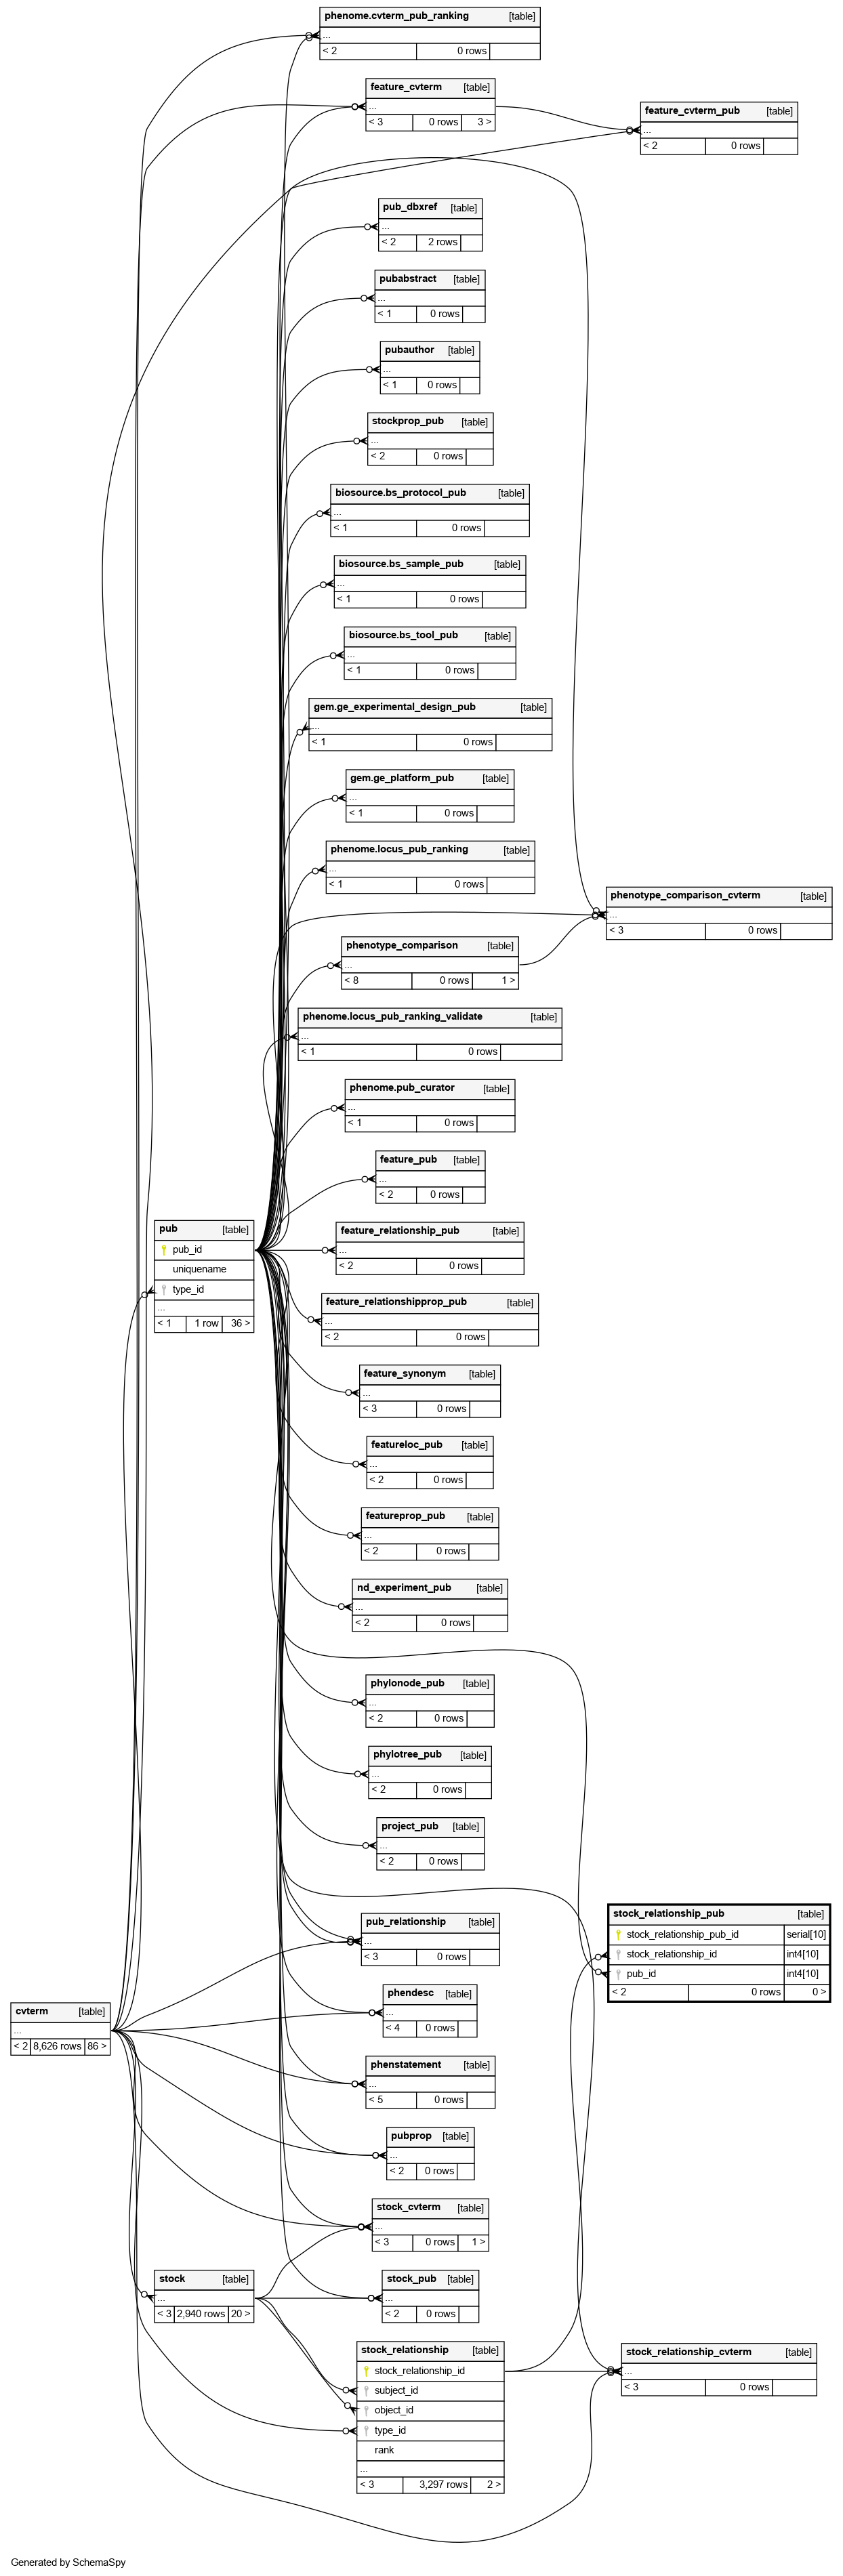 phenome.cvterm_pub_ranking [table]
...
< 2 0 rows
feature_cvterm [table]
...
< 3 0 rows 3 >
feature_cvterm_pub [table]
...
< 2 0 rows
pub_dbxref [table]
...
< 2 2 rows
pubabstract [table]
...
< 1 0 rows
pubauthor [table]
...
< 1 0 rows
stockprop_pub [table]
...
< 2 0 rows
biosource.bs_protocol_pub [table]
...
< 1 0 rows
biosource.bs_sample_pub [table]
...
< 1 0 rows
biosource.bs_tool_pub [table]
...
< 1 0 rows
gem.ge_experimental_design_pub [table]
...
< 1 0 rows
gem.ge_platform_pub [table]
...
< 1 0 rows
phenome.locus_pub_ranking [table]
...
< 1 0 rows
phenotype_comparison_cvterm [table]
...
< 3 0 rows
phenotype_comparison [table]
...
< 8 0 rows 1 >
phenome.locus_pub_ranking_validate [table]
...
< 1 0 rows
phenome.pub_curator [table]
...
< 1 0 rows
feature_pub [table]
...
< 2 0 rows
pub [table]
pub_id
uniquename
type_id
...
< 1 1 row 36 >
feature_relationship_pub [table]
...
< 2 0 rows
feature_relationshipprop_pub [table]
...
< 2 0 rows
feature_synonym [table]
...
< 3 0 rows
featureloc_pub [table]
...
< 2 0 rows
featureprop_pub [table]
...
< 2 0 rows
nd_experiment_pub [table]
...
< 2 0 rows
phylonode_pub [table]
...
< 2 0 rows
phylotree_pub [table]
...
< 2 0 rows
project_pub [table]
...
< 2 0 rows
stock_relationship_pub [table]
stock_relationship_pub_id serial[10]
stock_relationship_id int4[10]
pub_id int4[10]
< 2 0 rows 0 >
pub_relationship [table]
...
< 3 0 rows
cvterm [table]
...
< 2 8,626 rows 86 >
phendesc [table]
...
< 4 0 rows
phenstatement [table]
...
< 5 0 rows
pubprop [table]
...
< 2 0 rows
stock_cvterm [table]
...
< 3 0 rows 1 >
stock [table]
...
< 3 2,940 rows 20 >
stock_pub [table]
...
< 2 0 rows
stock_relationship [table]
stock_relationship_id
subject_id
object_id
type_id
rank
...
< 3 3,297 rows 2 >
stock_relationship_cvterm [table]
...
< 3 0 rows
Generated by SchemaSpy